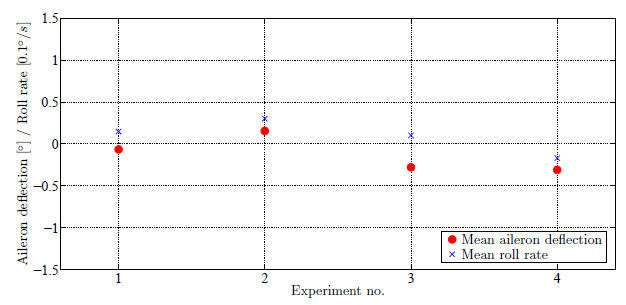 Aileron deflection [°] / Roll rate [0.1°/s]
1.5
1
0.5
0
−0.5
−1
−1.5
1 2 3 4
Experiment no.
Mean aileron deflection
Mean roll rate